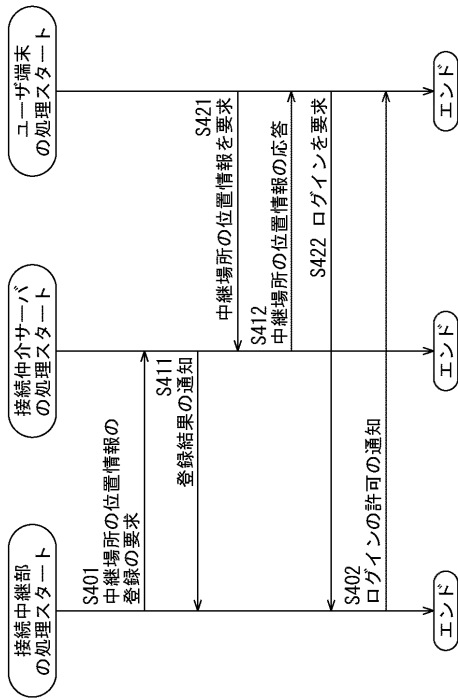 接続中継部
の処理スタート
接続仲介サーバ
の処理スタート
ユーザ端末
の処理スタート
S401
中継場所の位置情報の
登録の要求
S411
登録結果の通知
S421
中継場所の位置情報を要求
S412
中継場所の位置情報の応答
S422 ログインを要求
S402
ログインの許可の通知
エンド
エンド
エンド